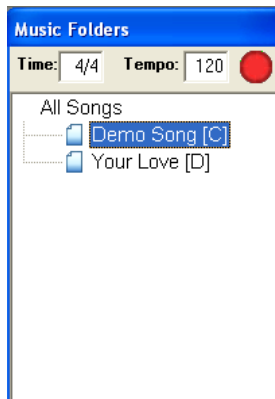 Music Folders
Time: 4/4 Tempo: 120
All Songs
Demo Song [C]
Your Love [D]